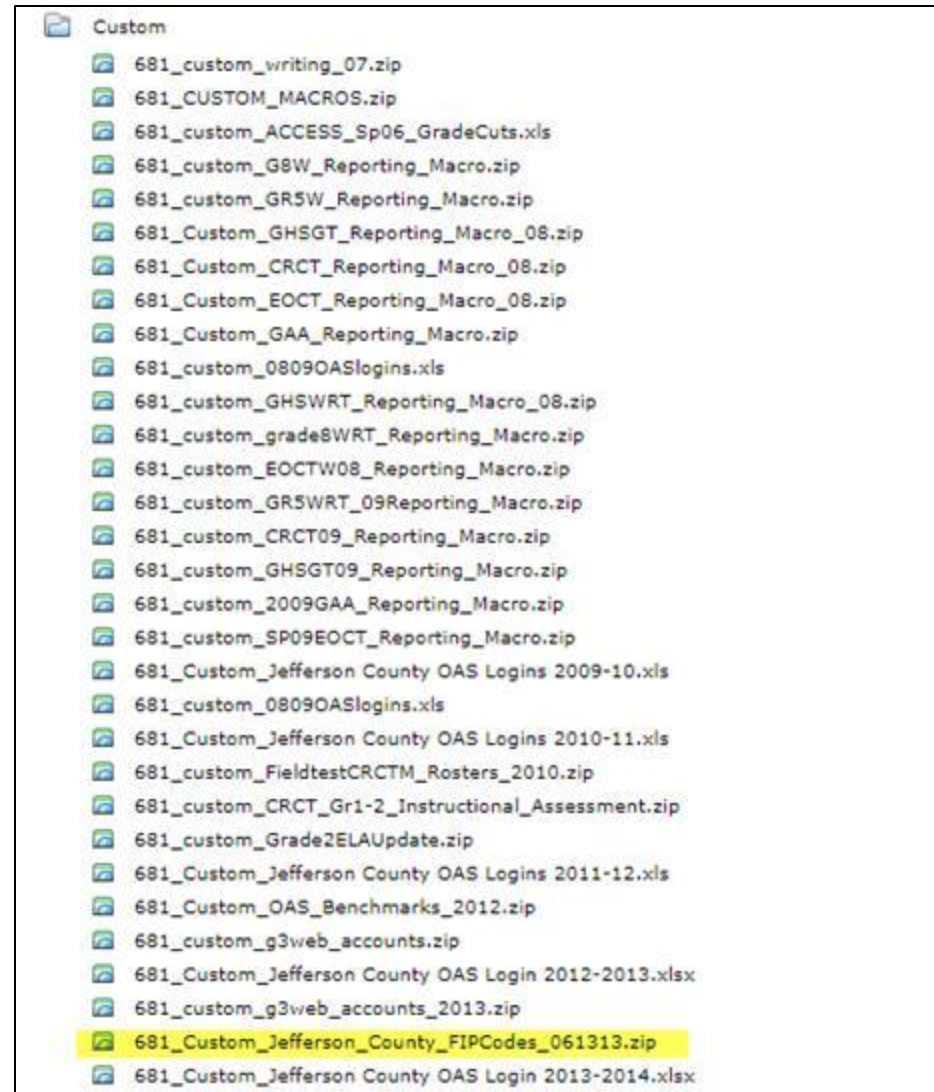 Custom
681_custom_writing_07.zip
681_CUSTOM_MACROS.zip
681_custom_ACCESS_Sp06_GradeCuts.xls
681_custom_G8W_Reporting_Macro.zip
681_custom_GR5W_Reporting_Macro.zip
681_Custom_GHSGT_Reporting_Macro_08.zip
681_Custom_CRCT_Reporting_Macro_08.zip
681_Custom_EOCT_Reporting_Macro_08.zip
681_Custom_GAA_Reporting_Macro.zip
681_custom_0809OASlogins.xls
681_custom_GHSWRT_Reporting_Macro_08.zip
681_custom_grade8WRT_Reporting_Macro.zip
681_custom_EOCTW08_Reporting_Macro.zip
681_custom_GR5WRT_09Reporting_Macro.zip
681_custom_CRCT09_Reporting_Macro.zip
681_custom_GHSGT09_Reporting_Macro.zip
681_custom_2009GAA_Reporting_Macro.zip
681_custom_SP09EOCT_Reporting_Macro.zip
681_Custom_Jefferson County OAS Logins 2009-10.xls
681_custom_0809OASlogins.xls
681_Custom_Jefferson County OAS Logins 2010-11.xls
681_custom_FieldtestCRCTM_Rosters_2010.zip
681_custom_CRCT_Gr1-2_Instructional_Assessment.zip
681_custom_Grade2ELAUpdate.zip
681_Custom_Jefferson County OAS Logins 2011-12.xls
681_Custom_OAS_Benchmarks_2012.zip
681_custom_g3web_accounts.zip
681_Custom_Jefferson County OAS Login 2012-2013.xlsx
681_custom_g3web_accounts_2013.zip
681_Custom_Jefferson_County_FIPCodes_061313.zip
681_Custom_Jefferson County OAS Login 2013-2014.xlsx